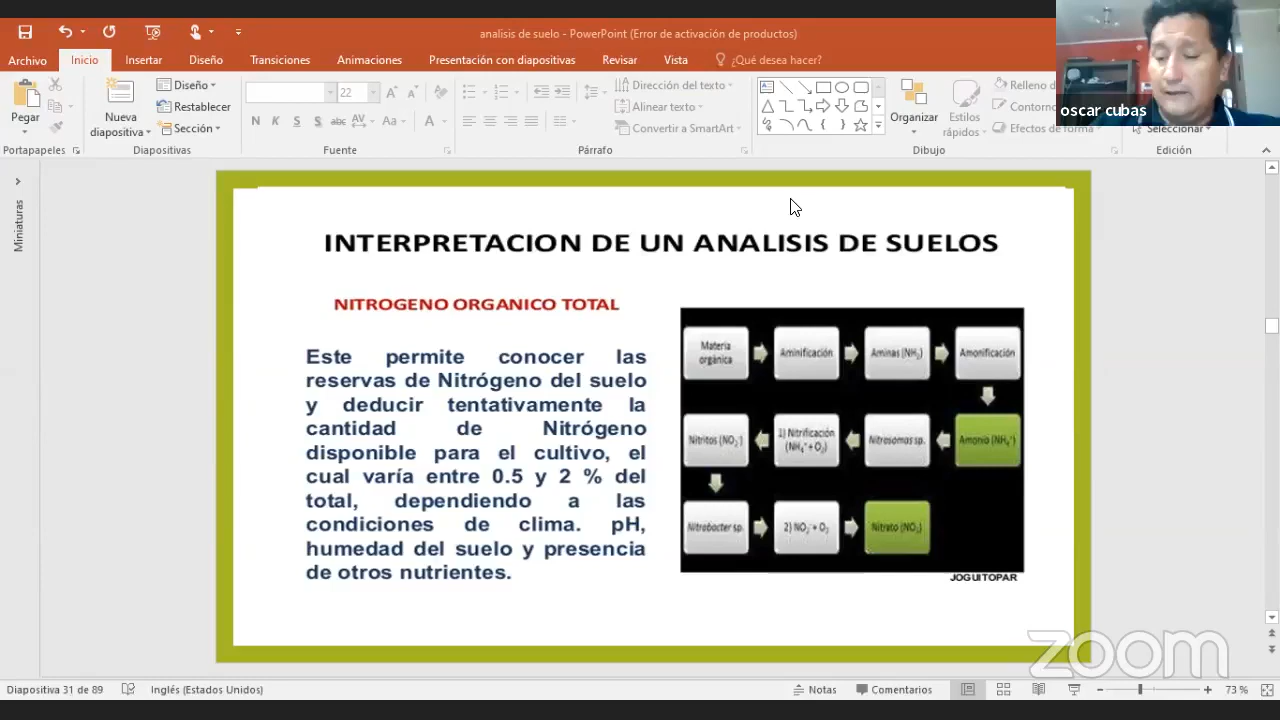 analisis de suelo - PowerPoint (Error de activación de productos)
Archivo Inicio Insertar Diseño Transiciones Animaciones Presentación con diapositivas Revisar Vista ¿Qué desea hacer?
Pegar
Nueva diapositiva
Diseño
Restablecer
Sección
22
N K S S abc AV Aa A
Dirección del texto
Alinear texto
Convertir a SmartArt
Organizar
Estilos rápidos
Relleno d
Contorno
Efectos de forma
Seleccionar
Portapapeles Diapositivas Fuente Párrafo Dibujo Edición
oscar cubas
Miniaturas
INTERPRETACION DE UN ANALISIS DE SUELOS
NITROGENO ORGANICO TOTAL
Este permite conocer las
reservas de Nitrógeno del suelo
y deducir tentativamente la
cantidad de Nitrógeno
disponible para el cultivo, el
cual varía entre 0.5 y 2 % del
total, dependiendo a las
condiciones de clima. pH,
humedad del suelo y presencia
de otros nutrientes.
Materia orgánica
Aminificación
Aminas (NH₂)
Amonificación
Nitritos (NO₂⁻)
1) Nitrificación (NH₄⁺ + O₂)
Nitrosomas sp.
Amonio (NH₄⁺)
Nitrobacter sp.
2) NO₂⁻ + O₂
Nitrato (NO₃)
JOGUITOPAR
zoom
Diapositiva 31 de 89 Inglés (Estados Unidos) Notas Comentarios 73 %